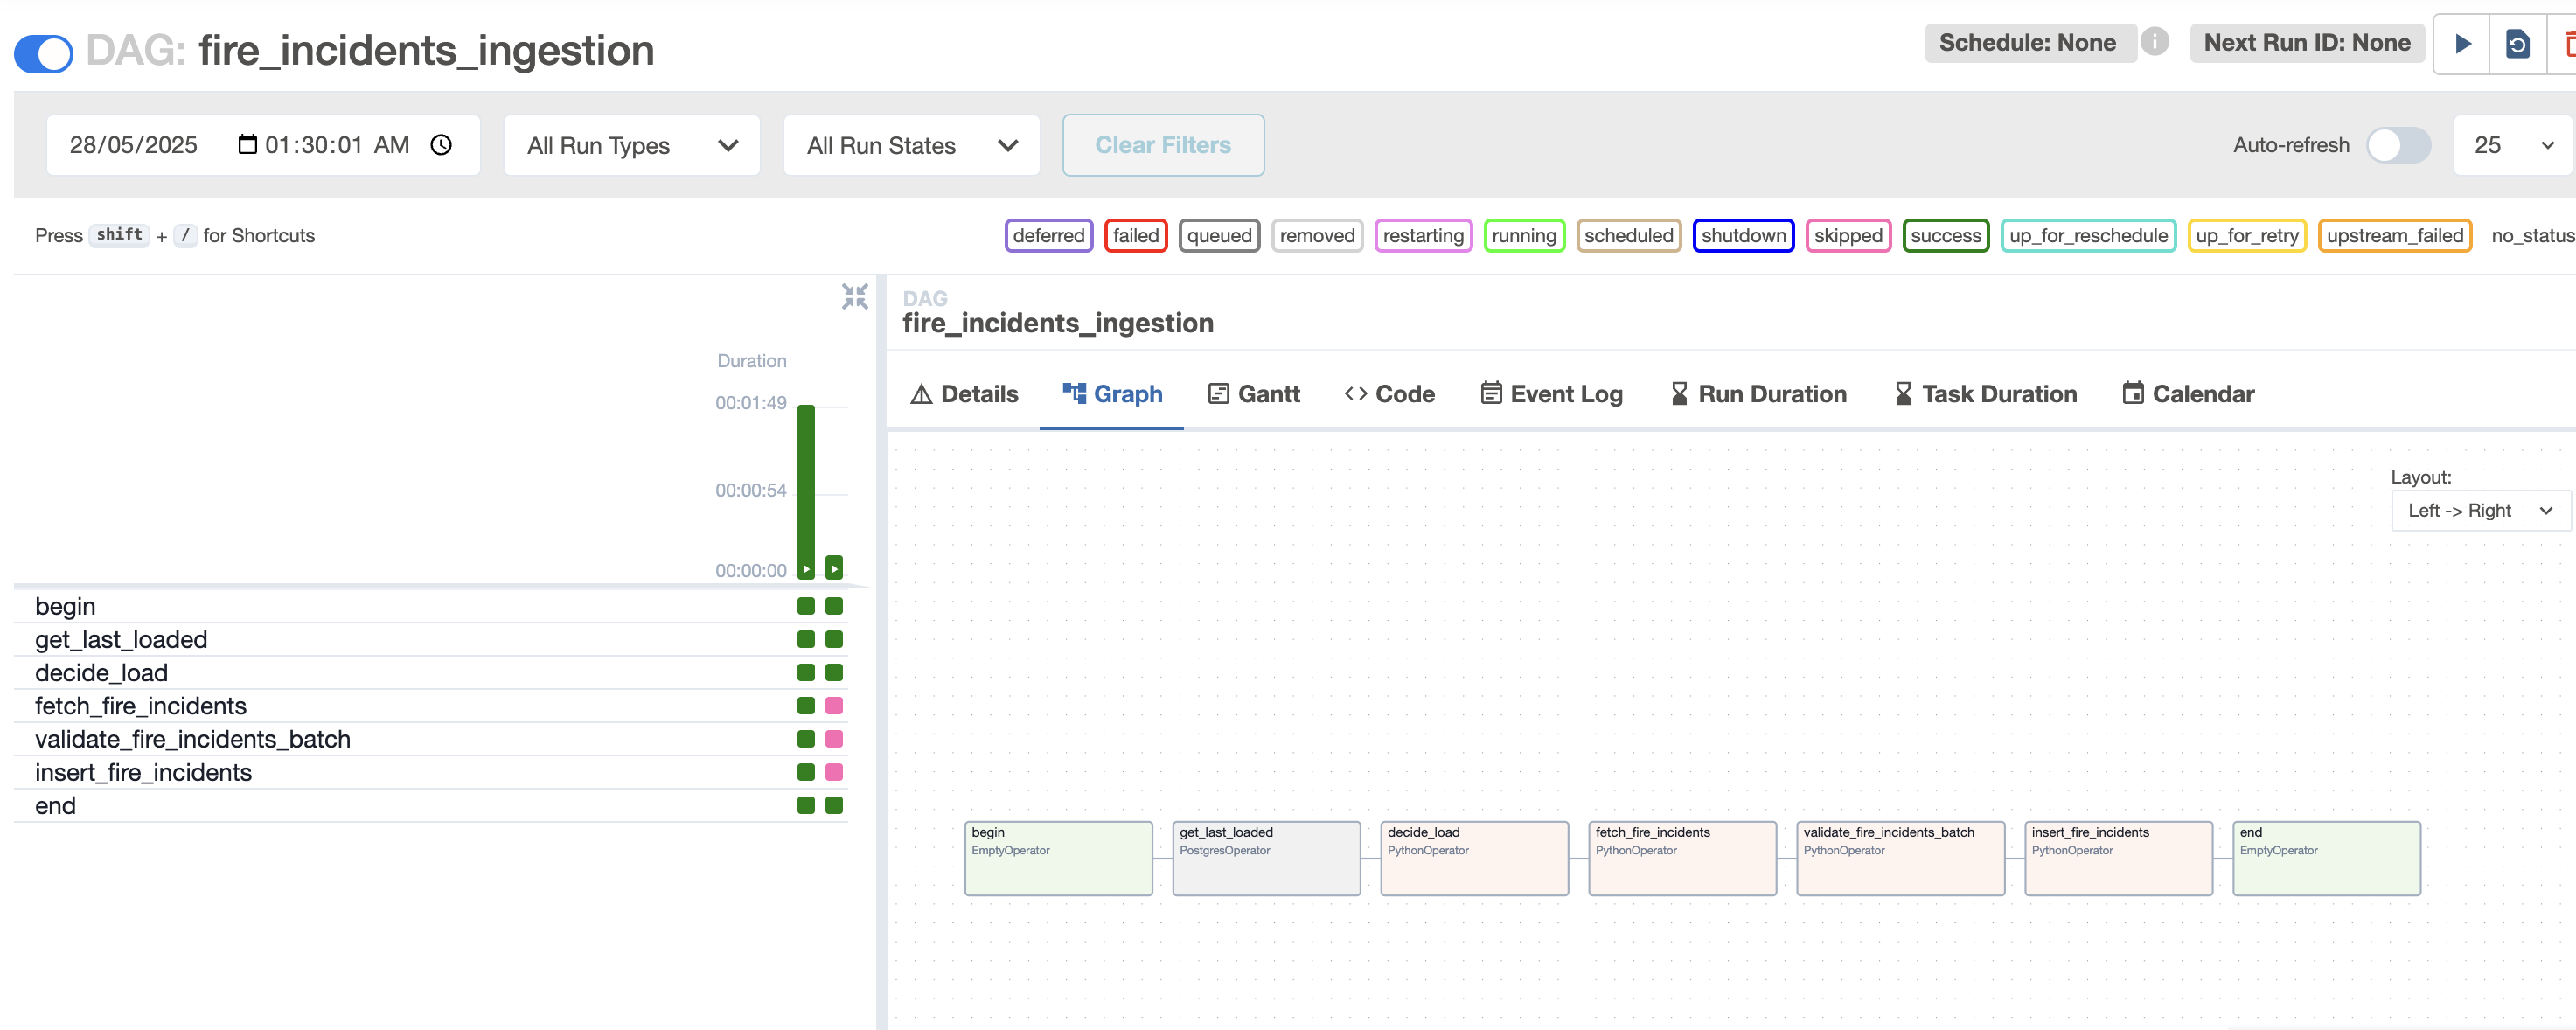 DAG: fire_incidents_ingestion
Schedule: None
Next Run ID: None
28/05/2025 01:30:01 AM
All Run Types
All Run States
Clear Filters
Auto-refresh
25
Press shift + / for Shortcuts
deferred failed queued removed restarting running scheduled shutdown skipped success up_for_reschedule up_for_retry upstream_failed no_status
Duration
00:01:49
00:00:54
00:00:00
begin
get_last_loaded
decide_load
fetch_fire_incidents
validate_fire_incidents_batch
insert_fire_incidents
end
DAG
fire_incidents_ingestion
Details
Graph
Gantt
Code
Event Log
Run Duration
Task Duration
Calendar
Layout:
Left -> Right
begin
EmptyOperator
get_last_loaded
PostgresOperator
decide_load
PythonOperator
fetch_fire_incidents
PythonOperator
validate_fire_incidents_batch
PythonOperator
insert_fire_incidents
PythonOperator
end
EmptyOperator